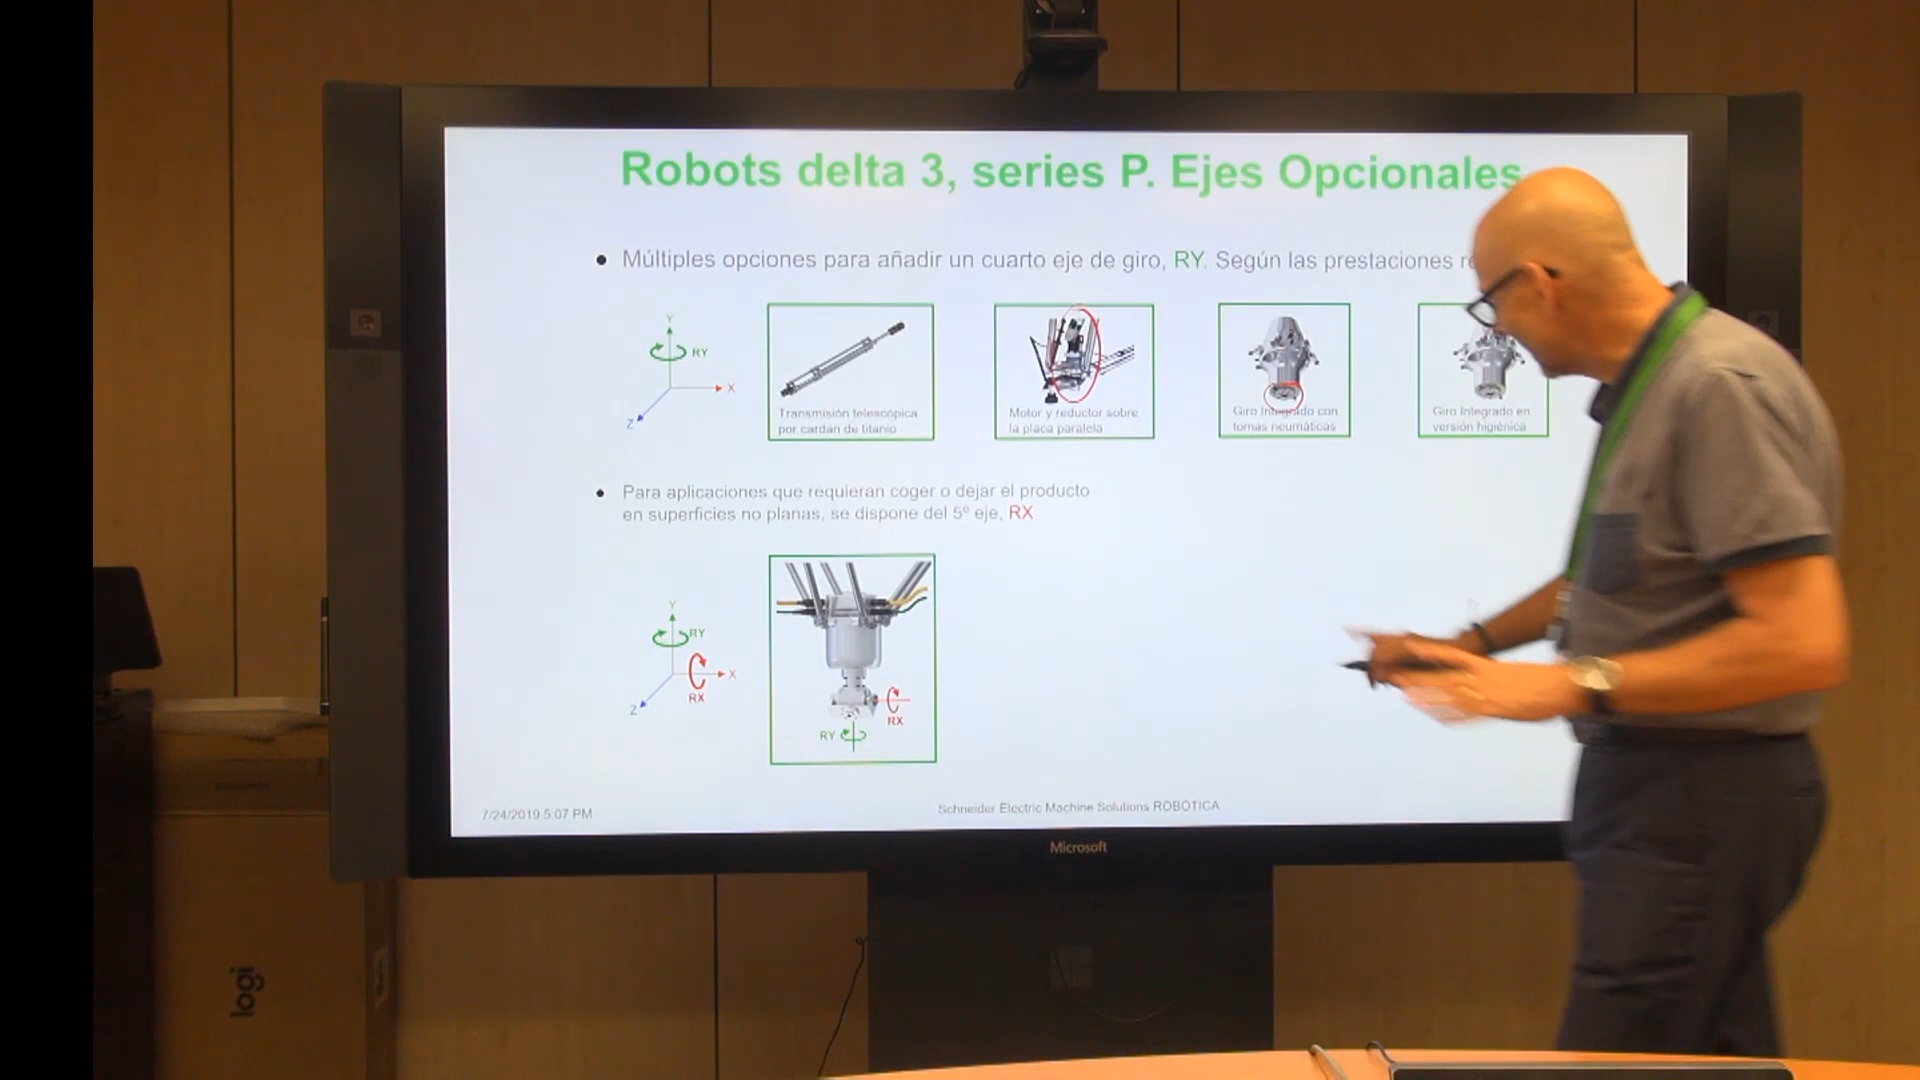 Robots delta 3, series P. Ejes Opcionales
Múltiples opciones para añadir un cuarto eje de giro, RY. Según las prestaciones
Y
RY
X
Z
Transmisión telescópica
por cardan de titanio
Motor y reductor sobre
la placa paralela
Giro Integrado con
tomas neumáticas
Giro Integrado en
versión higiénica
Para aplicaciones que requieran coger o dejar el producto
en superficies no planas, se dispone del 5º eje, RX
Y
RY
X
RX
Z
RX
RY
7/24/2019 5:07 PM
Schneider Electric Machine Solutions ROBOTICA
Microsoft
logi